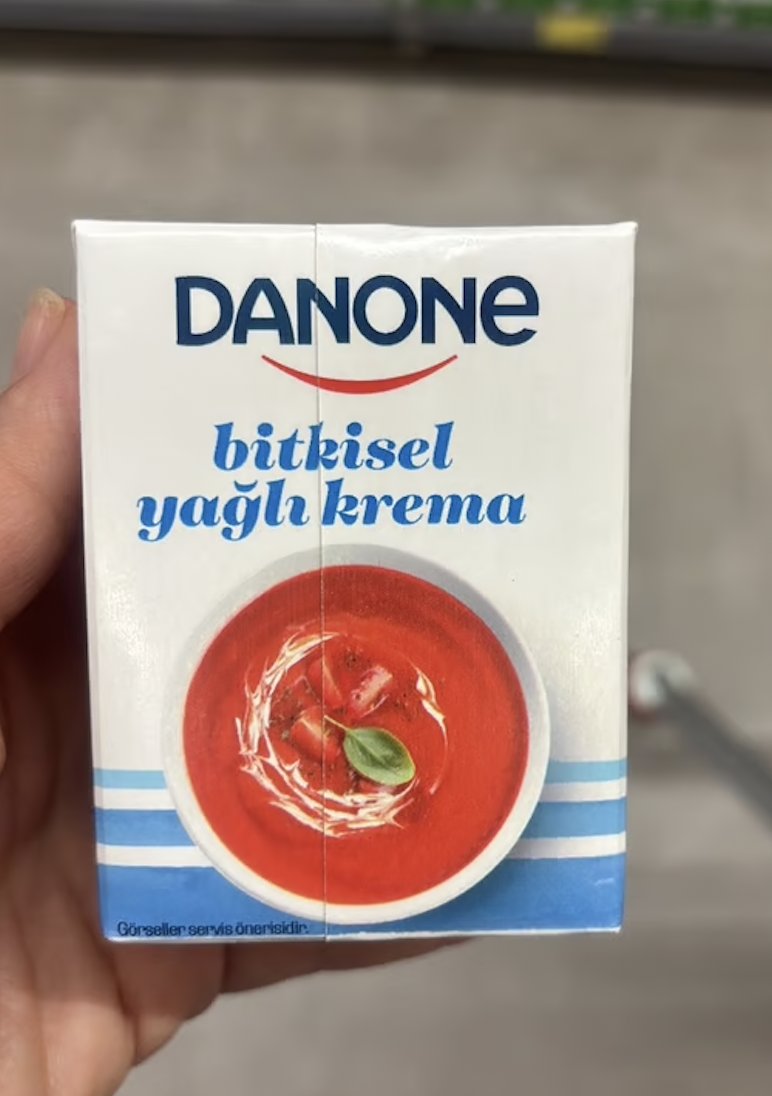 DANONE
bitkisel
yağlı krema
Görseller servis önerisidir.